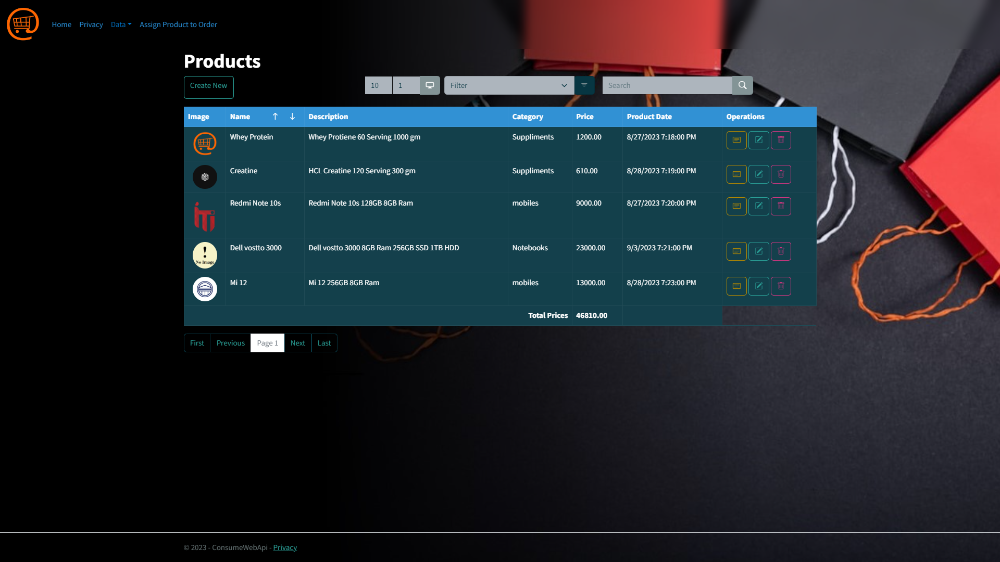 Home Privacy Data Assign Product to Order
Products
Create New 10 1 Filter Search
Image Name Description Category Price Product Date Operations
Whey Protein Whey Protiene 60 Serving 1000 gm Suppliments 1200.00 8/27/2023 7:18:00 PM
Creatine HCL Creatine 120 Serving 300 gm Suppliments 610.00 8/28/2023 7:19:00 PM
iTi Redmi Note 10s Redmi Note 10s 128GB 8GB Ram mobiles 9000.00 8/27/2023 7:20:00 PM
! No Image Dell vostto 3000 Dell vostto 3000 8GB Ram 256GB SSD 1TB HDD Notebooks 23000.00 9/3/2023 7:21:00 PM
Mi 12 Mi 12 256GB 8GB Ram mobiles 13000.00 8/28/2023 7:23:00 PM
Total Prices 46810.00
First Previous Page 1 Next Last
© 2023 - ConsumeWebApi - Privacy